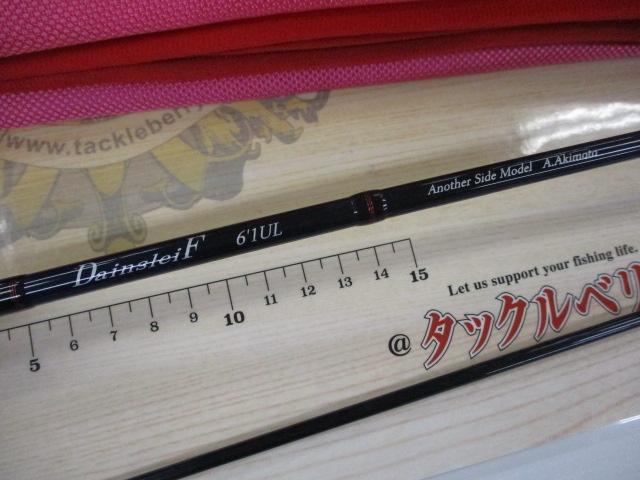 www.tackleberry
DainsleiF 6'1UL
Another Side Model A.Akimoto
5 6 7 8 9 10 11 12 13 14 15
Let us support your fishing life.
@タックルベリ